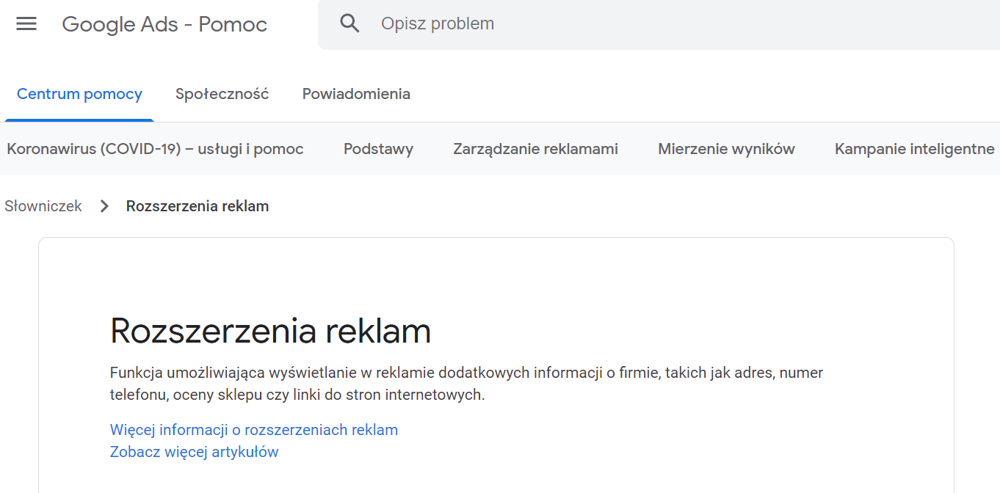 Google Ads - Pomoc
Opisz problem
Centrum pomocy
Społeczność
Powiadomienia
Koronawirus (COVID-19) – usługi i pomoc
Podstawy
Zarządzanie reklamami
Mierzenie wyników
Kampanie inteligentne
Słowniczek
Rozszerzenia reklam
Rozszerzenia reklam
Funkcja umożliwiająca wyświetlanie w reklamie dodatkowych informacji o firmie, takich jak adres, numer
telefonu, oceny sklepu czy linki do stron internetowych.
Więcej informacji o rozszerzeniach reklam
Zobacz więcej artykułów